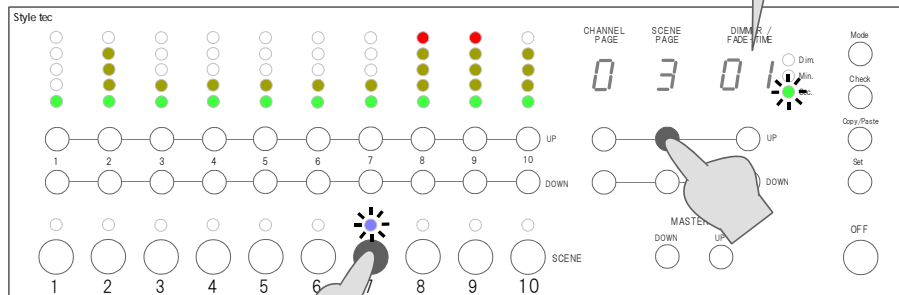 Style tec
CHANNEL PAGE
SCENE PAGE
DIMMER / FADE-TIME
Mode
0 3 01
Dim.
Min.
Sec.
Check
Copy/Paste
UP
UP
1 2 3 4 5 6 7 8 9 10
Set
DOWN
DOWN
MASTER
OFF
DOWN UP
SCENE
1 2 3 4 5 6 7 8 9 10